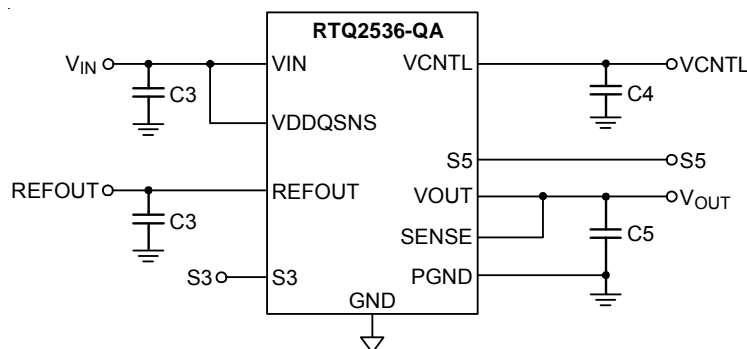 RTQ2536-QA
VIN
VIN
VCNTL
VCNTL
C3
C4
VDDQSNS
S5
S5
REFOUT
REFOUT
VOUT
VOUT
C3
SENSE
C5
S3
S3
PGND
GND